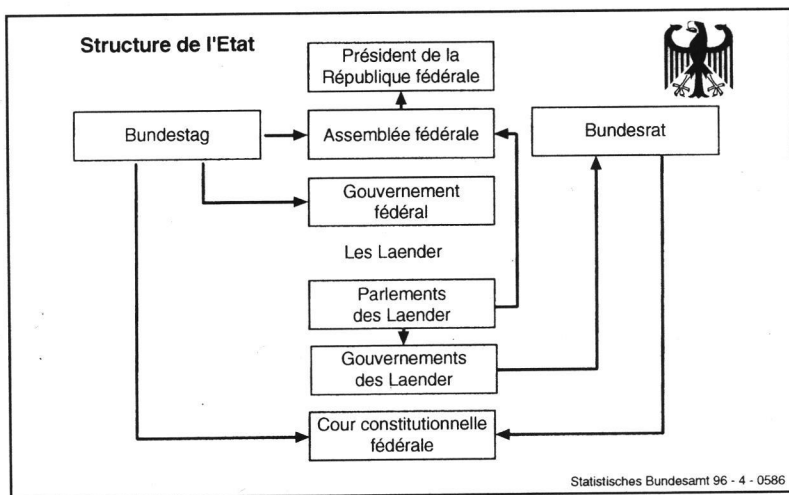 Structure de l'Etat
Président de la
République fédérale
Bundestag
Assemblée fédérale
Bundesrat
Gouvernement
fédéral
Les Laender
Parlements
des Laender
Gouvernements
des Laender
Cour constitutionnelle
fédérale
Statistisches Bundesamt 96 - 4 - 0586